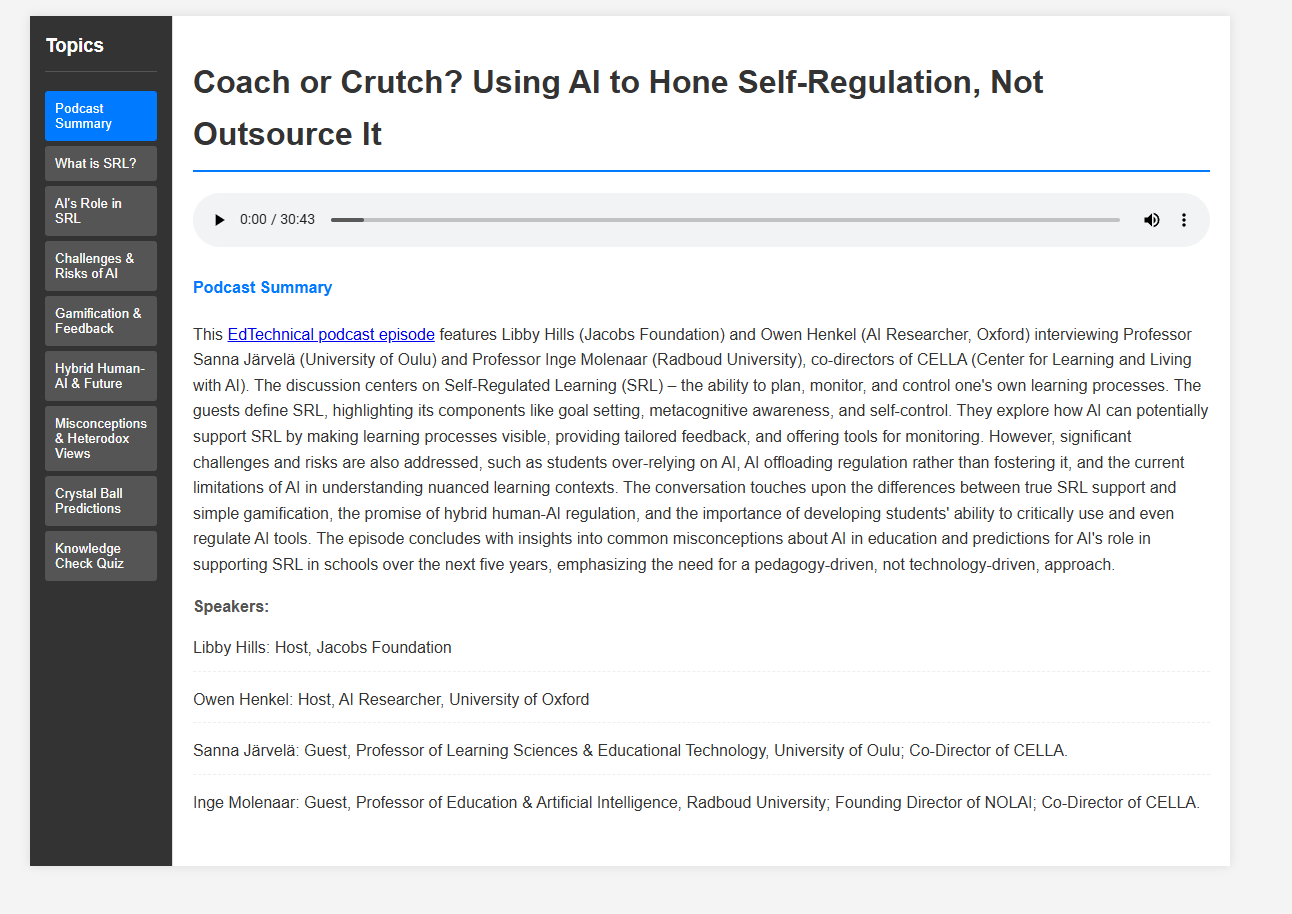 Topics
Podcast
Summary
What is SRL?
AI's Role in
SRL
Challenges &
Risks of AI
Gamification &
Feedback
Hybrid Human-
AI & Future
Misconceptions
& Heterodox
Views
Crystal Ball
Predictions
Knowledge
Check Quiz
Coach or Crutch? Using AI to Hone Self-Regulation, Not
Outsource It
0:00 / 30:43
Podcast Summary
This EdTechnical podcast episode features Libby Hills (Jacobs Foundation) and Owen Henkel (AI Researcher, Oxford) interviewing Professor
Sanna Järvelä (University of Oulu) and Professor Inge Molenaar (Radboud University), co-directors of CELLA (Center for Learning and Living
with AI). The discussion centers on Self-Regulated Learning (SRL) – the ability to plan, monitor, and control one's own learning processes. The
guests define SRL, highlighting its components like goal setting, metacognitive awareness, and self-control. They explore how AI can potentially
support SRL by making learning processes visible, providing tailored feedback, and offering tools for monitoring. However, significant
challenges and risks are also addressed, such as students over-relying on AI, AI offloading regulation rather than fostering it, and the current
limitations of AI in understanding nuanced learning contexts. The conversation touches upon the differences between true SRL support and
simple gamification, the promise of hybrid human-AI regulation, and the importance of developing students' ability to critically use and even
regulate AI tools. The episode concludes with insights into common misconceptions about AI in education and predictions for AI's role in
supporting SRL in schools over the next five years, emphasizing the need for a pedagogy-driven, not technology-driven, approach.
Speakers:
Libby Hills: Host, Jacobs Foundation
Owen Henkel: Host, AI Researcher, University of Oxford
Sanna Järvelä: Guest, Professor of Learning Sciences & Educational Technology, University of Oulu; Co-Director of CELLA.
Inge Molenaar: Guest, Professor of Education & Artificial Intelligence, Radboud University; Founding Director of NOLAI; Co-Director of CELLA.